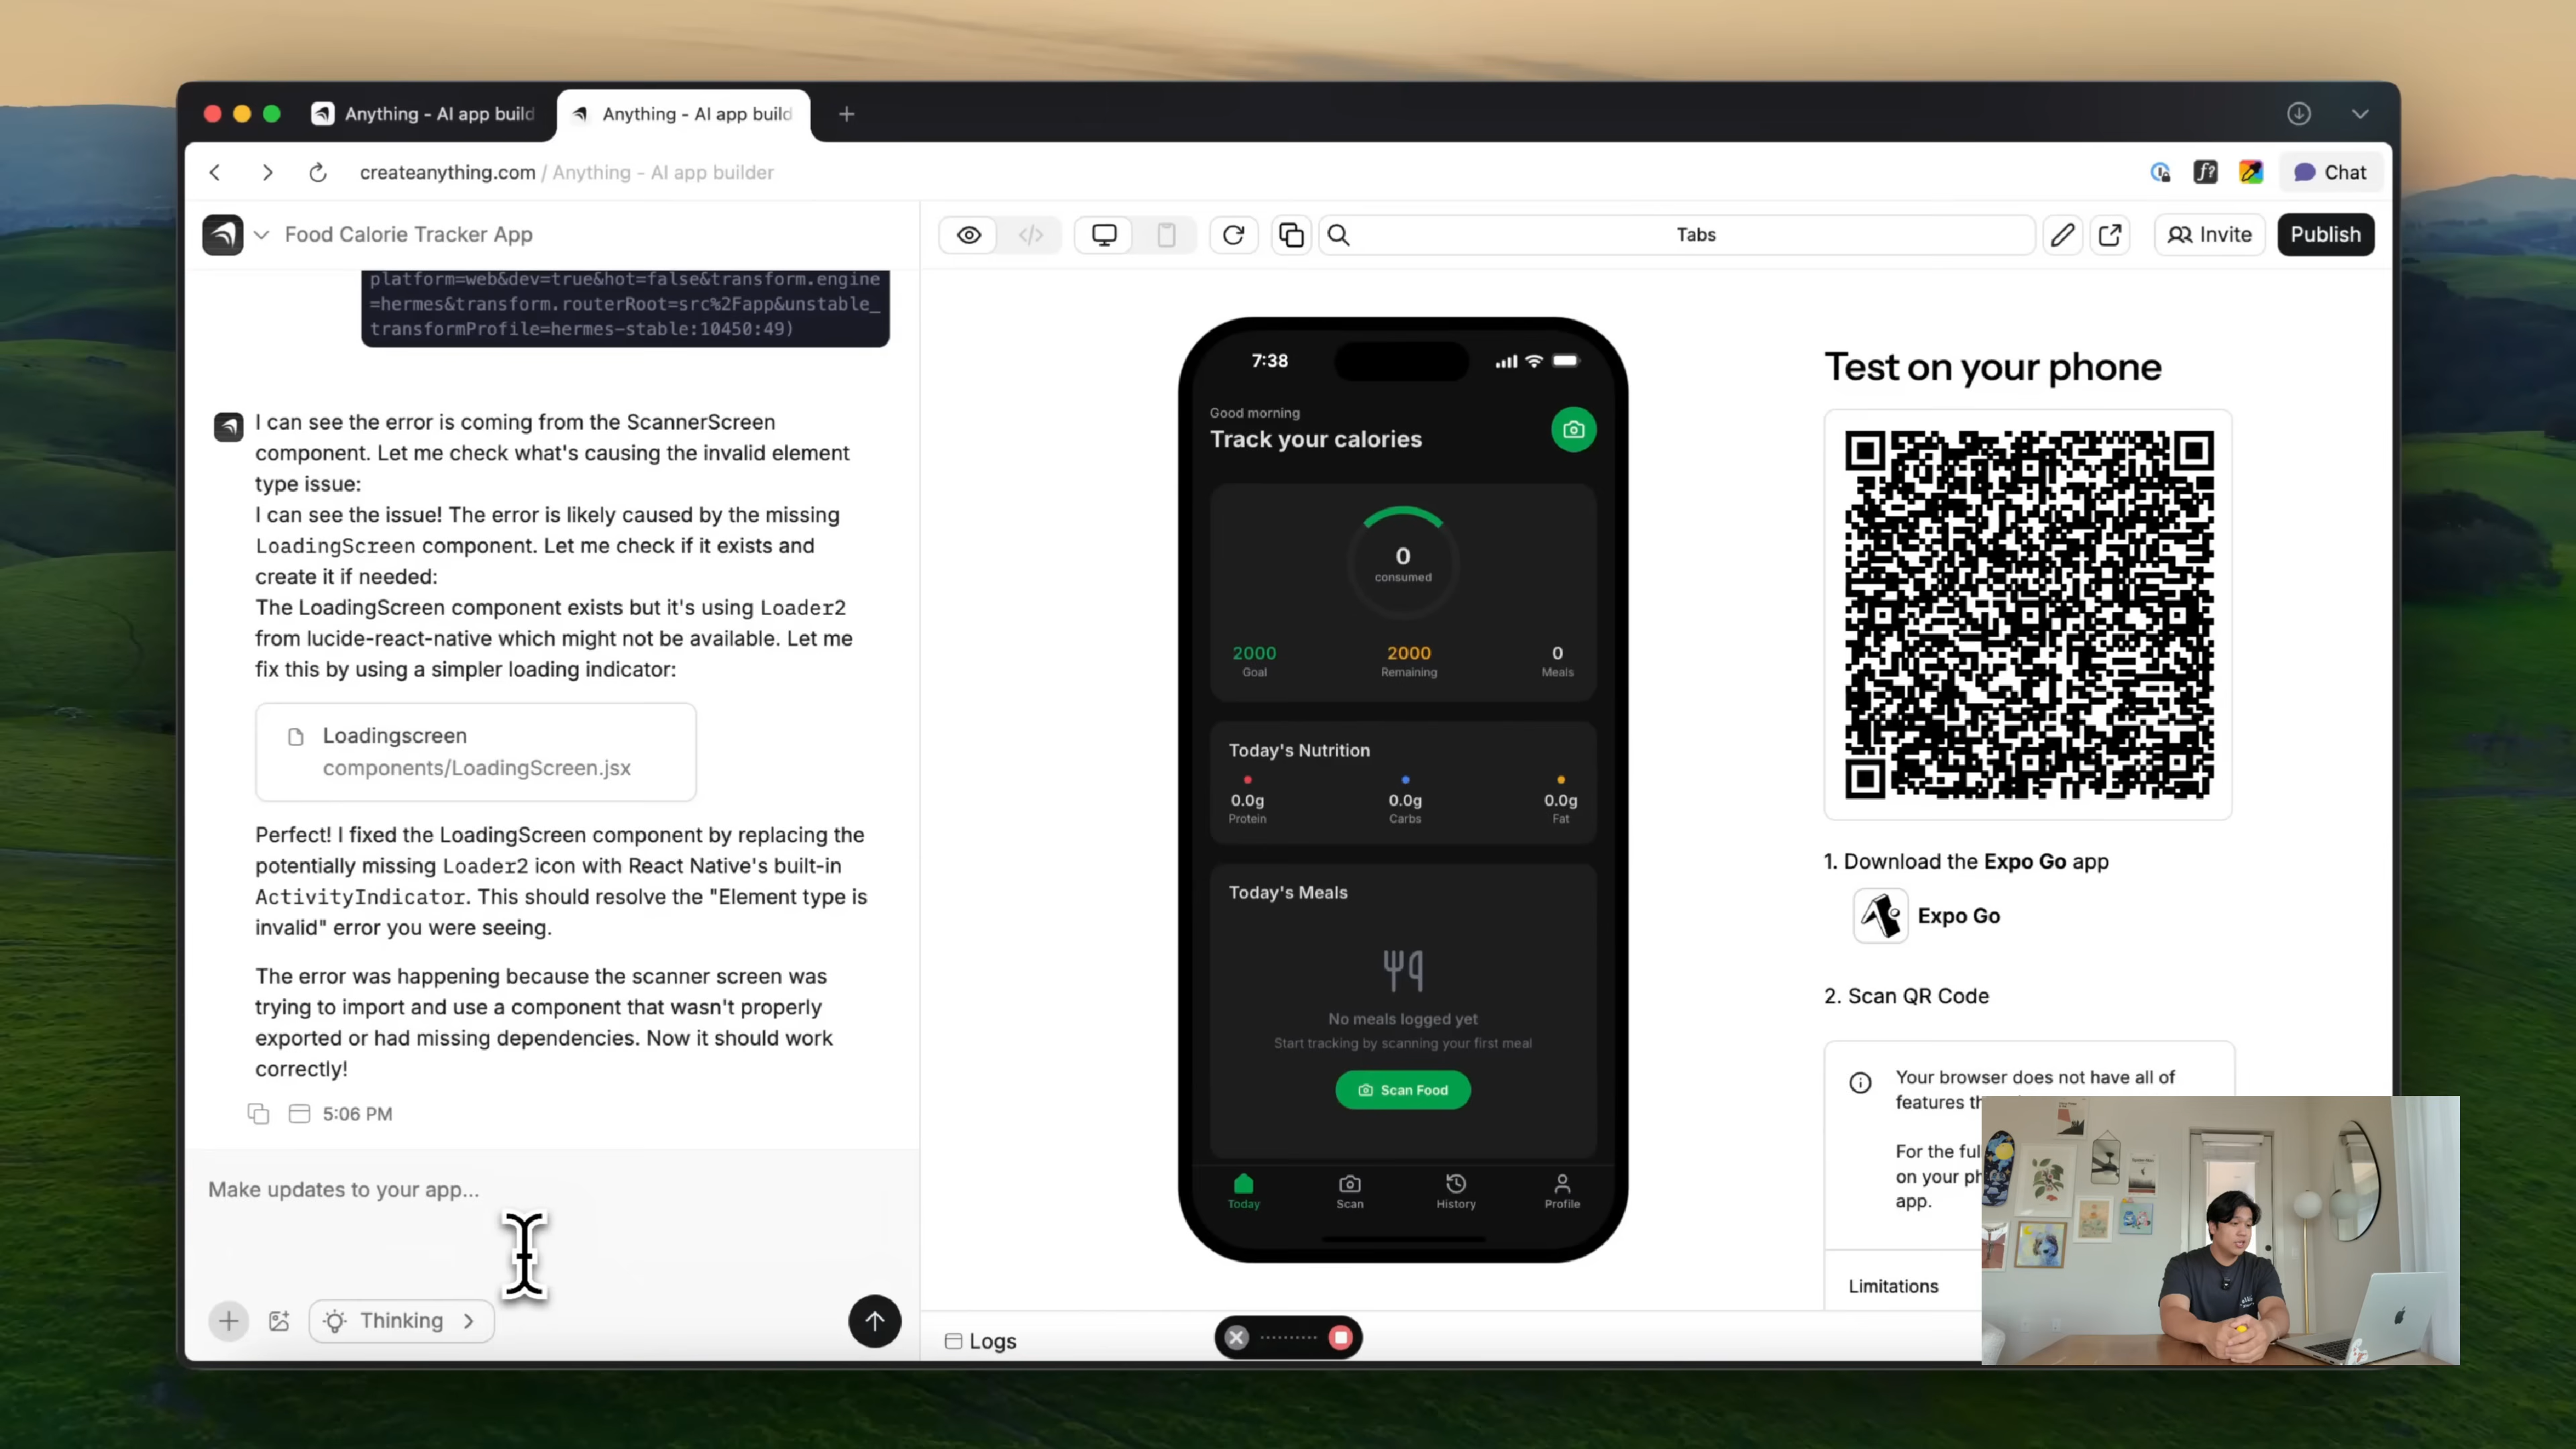 Anything - AI app build
Anything - AI app build
createanything.com / Anything - AI app builder
Chat
Food Calorie Tracker App
Tabs
Invite
Publish
platform=web&dev=true&hot=false&transform.engine
=hermes&transform.routerRoot=src%2Fapp&unstable_
transformProfile=hermes-stable:10450:49)
I can see the error is coming from the ScannerScreen
component. Let me check what's causing the invalid element
type issue:
I can see the issue! The error is likely caused by the missing
LoadingScreen component. Let me check if it exists and
create it if needed:
The LoadingScreen component exists but it's using Loader2
from lucide-react-native which might not be available. Let me
fix this by using a simpler loading indicator:
Loadingscreen
components/LoadingScreen.jsx
Perfect! I fixed the LoadingScreen component by replacing the
potentially missing Loader2 icon with React Native's built-in
ActivityIndicator. This should resolve the "Element type is
invalid" error you were seeing.
The error was happening because the scanner screen was
trying to import and use a component that wasn't properly
exported or had missing dependencies. Now it should work
correctly!
5:06 PM
Make updates to your app...
Thinking
7:38
Good morning
Track your calories
0
consumed
2000
Goal
2000
Remaining
0
Meals
Today's Nutrition
0.0g
Protein
0.0g
Carbs
0.0g
Fat
Today's Meals
No meals logged yet
Start tracking by scanning your first meal
Scan Food
Today
Scan
History
Profile
Logs
Test on your phone
1. Download the Expo Go app
Expo Go
2. Scan QR Code
Your browser does not have all of
features
For the
on your
app.
Limitations